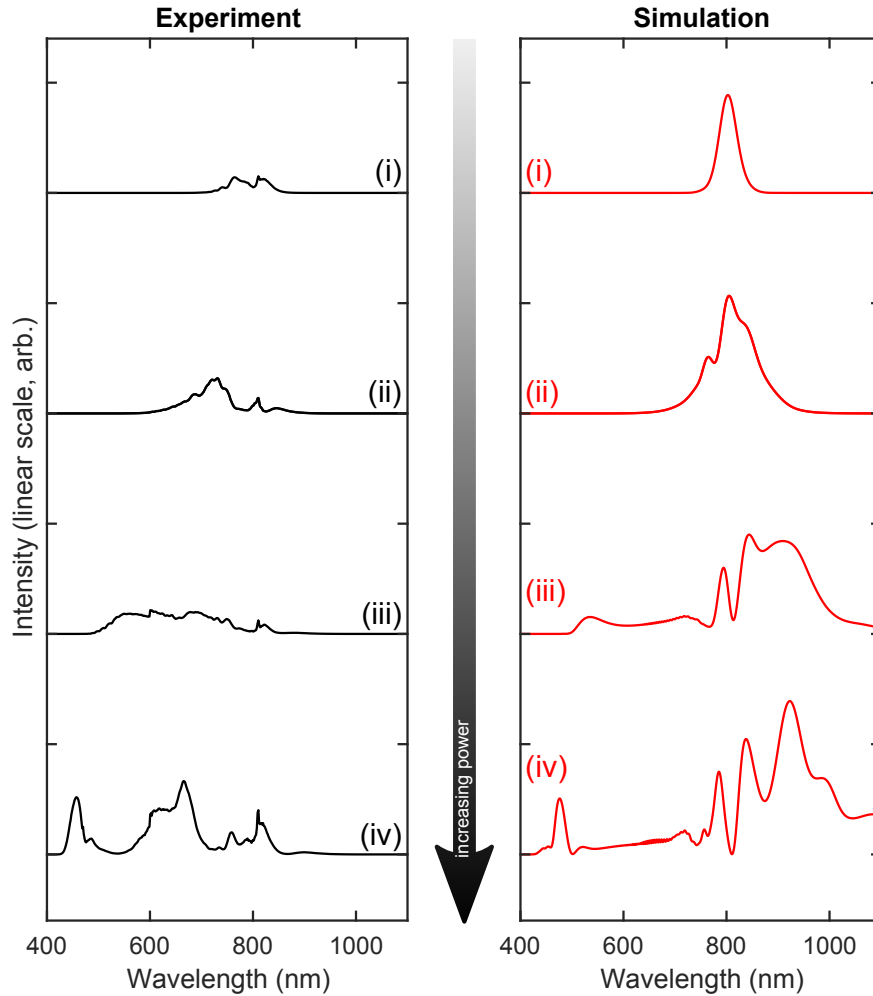 Experiment
Simulation
Intensity (linear scale, arb.)
(i)
(ii)
(iii)
(iv)
400 600 800 1000
Wavelength (nm)
increasing power
(i)
(ii)
(iii)
(iv)
400 600 800 1000
Wavelength (nm)